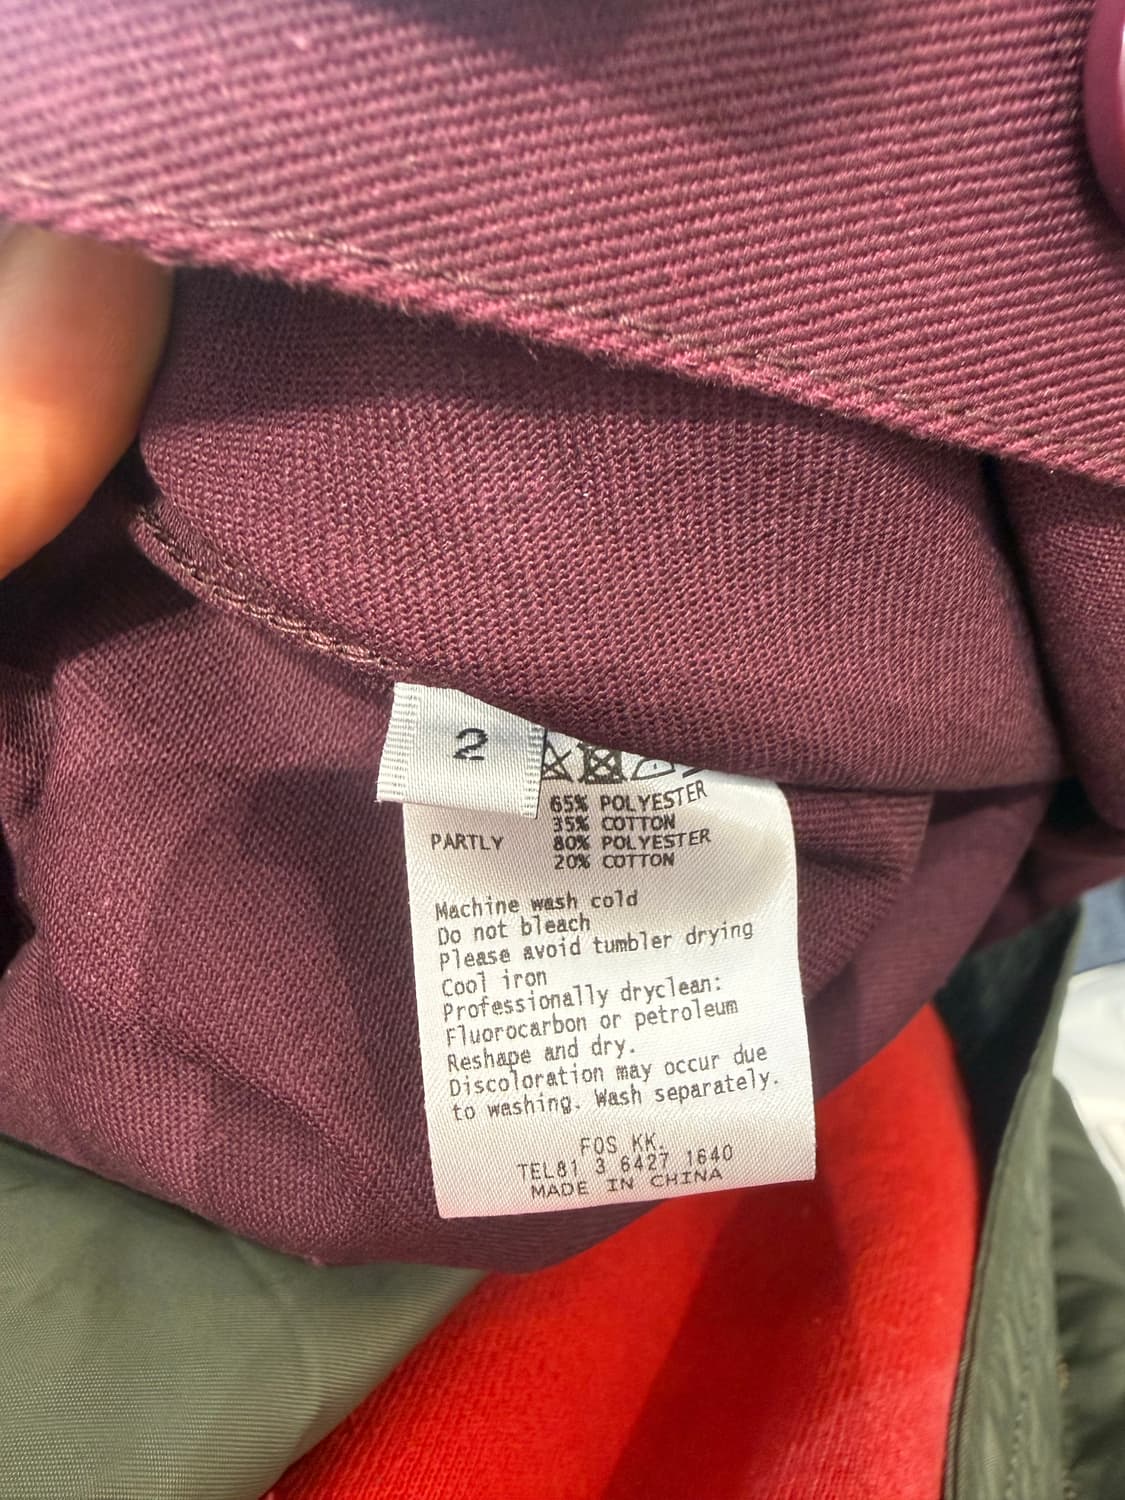 2
65% POLYESTER
35% COTTON
PARTLY 80% POLYESTER
20% COTTON
Machine wash cold
Do not bleach
Please avoid tumbler drying
Cool iron
Professionally dryclean:
Fluorocarbon or petroleum
Reshape and dry.
Discoloration may occur due
to washing. Wash separately.
FOS KK.
TEL81 3 6427 1640
MADE IN CHINA